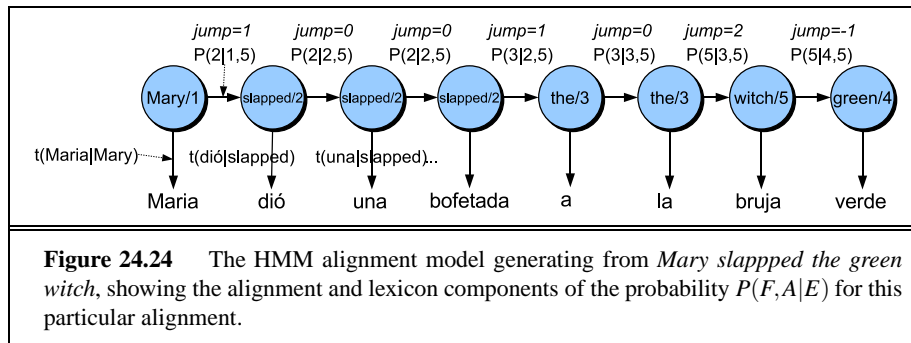 jump=1 jump=0 jump=0 jump=1 jump=0 jump=2 jump=-1
P(2|1,5) P(2|2,5) P(2|2,5) P(3|2,5) P(3|3,5) P(5|3,5) P(5|4,5)
Mary/1 slapped/2 slapped/2 slapped/2 the/3 the/3 witch/5 green/4
t(Maria|Mary) t(dió|slapped) t(una|slapped)...
Maria dió una bofetada a la bruja verde
Figure 24.24 The HMM alignment model generating from Mary slappped the green
witch, showing the alignment and lexicon components of the probability P(F,A|E) for this
particular alignment.